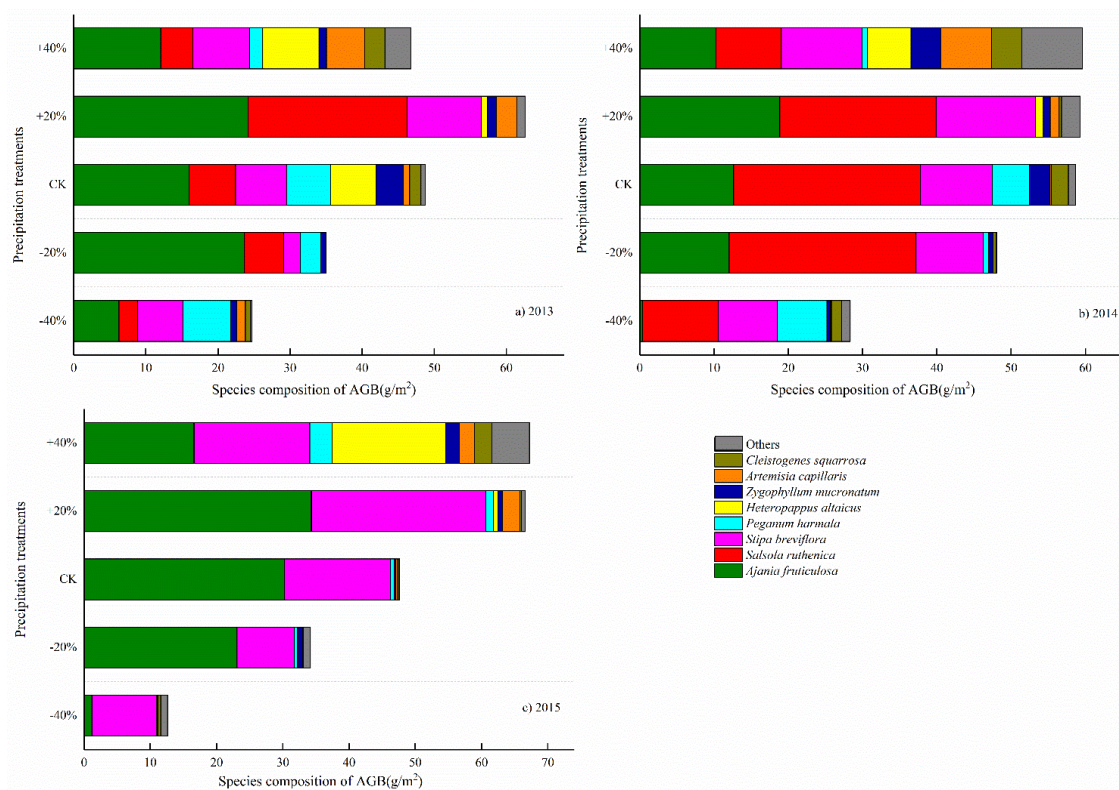 Precipitation treatments
+40%
+20%
CK
-20%
-40%
a) 2013
0 10 20 30 40 50 60
Species composition of AGB(g/m²)
Precipitation treatments
+40%
+20%
CK
-20%
-40%
b) 2014
0 10 20 30 40 50 60
Species composition of AGB(g/m²)
Precipitation treatments
+40%
+20%
CK
-20%
-40%
c) 2015
0 10 20 30 40 50 60 70
Species composition of AGB(g/m²)
Others
Cleistogenes squarrosa
Artemisia capillaris
Zygophyllum mucronatum
Heteropappus altaicus
Peganum harmala
Stipa breviflora
Salsola ruthenica
Ajania fruticulosa